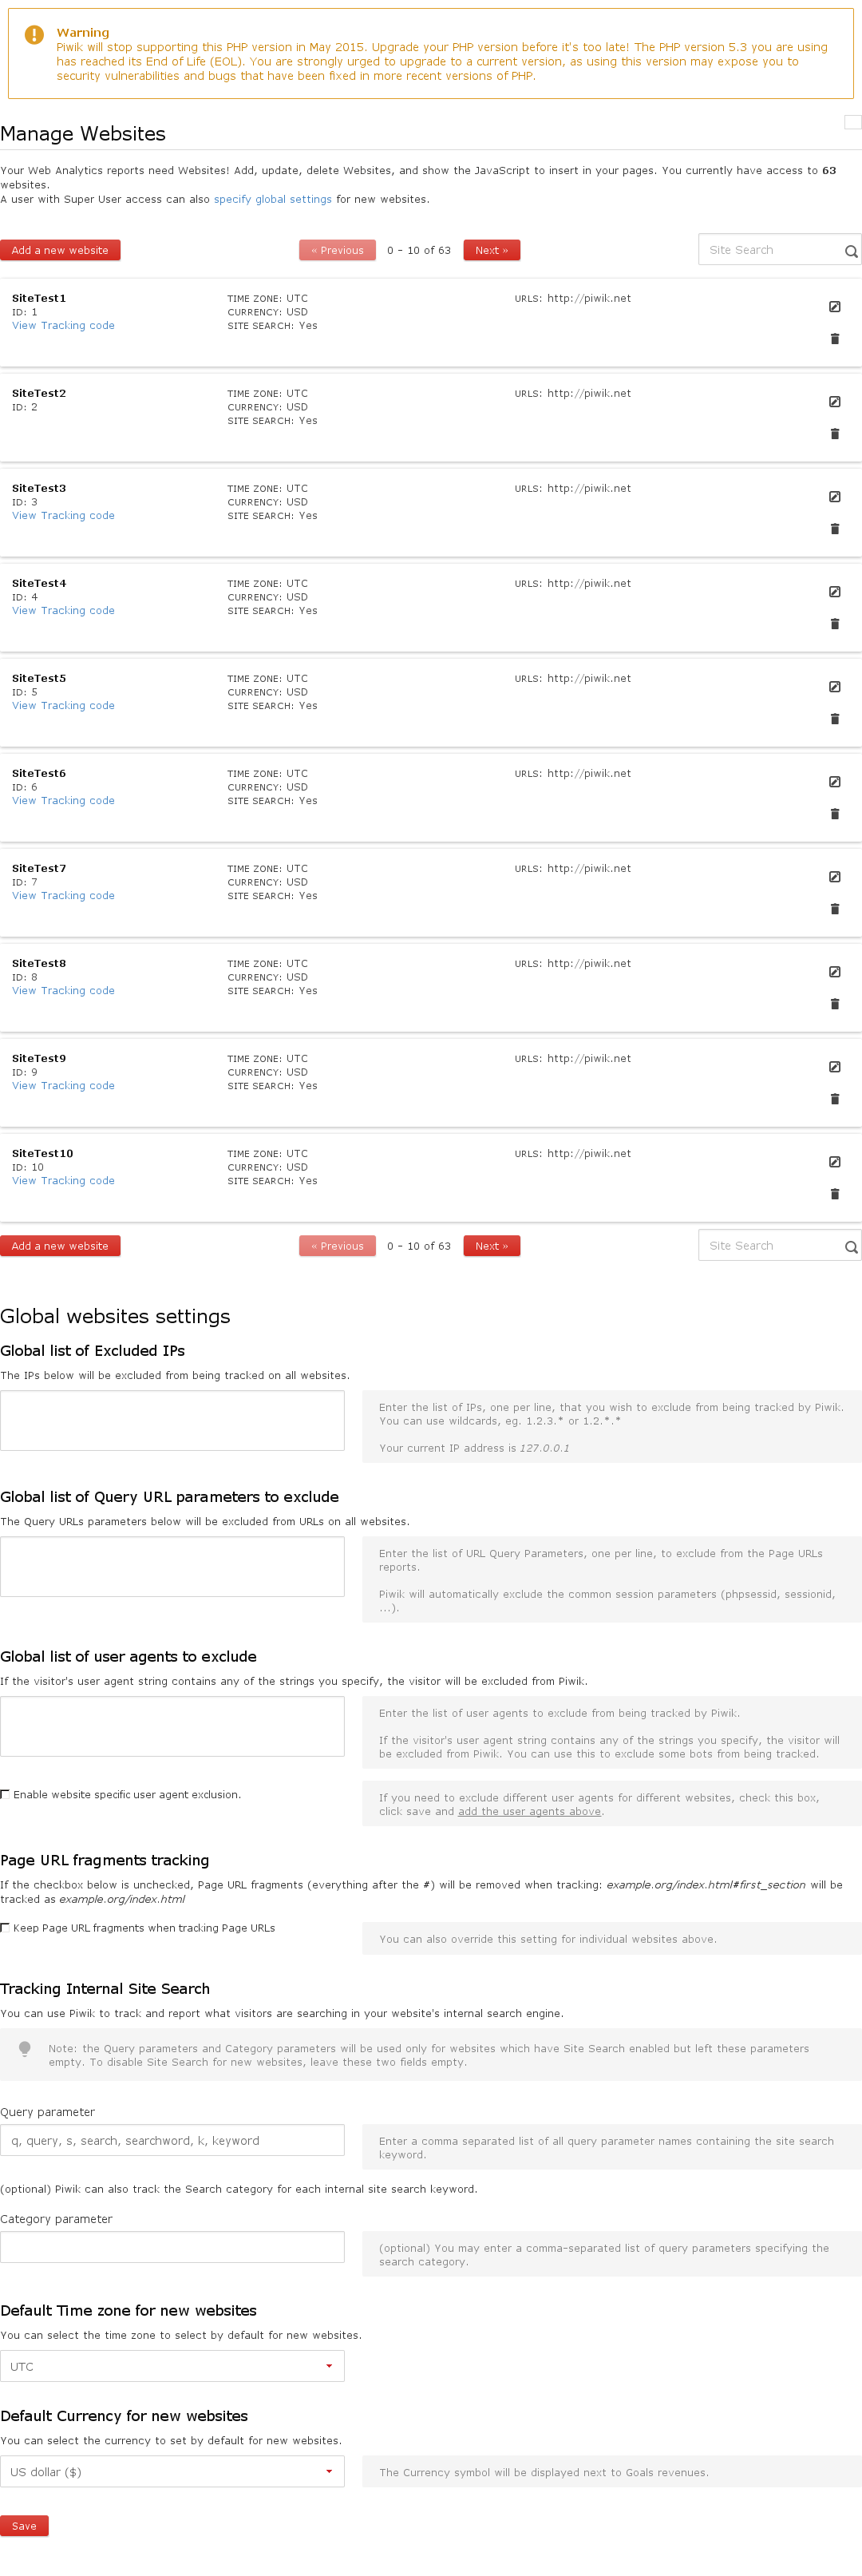 Warning
Piwik will stop supporting this PHP version in May 2015. Upgrade your PHP version before it's too late! The PHP version 5.3 you are using
has reached its End of Life (EOL). You are strongly urged to upgrade to a current version, as using this version may expose you to
security vulnerabilities and bugs that have been fixed in more recent versions of PHP.
Manage Websites
Your Web Analytics reports need Websites! Add, update, delete Websites, and show the JavaScript to insert in your pages. You currently have access to 63
websites.
A user with Super User access can also specify global settings for new websites.
Add a new website « Previous 0 - 10 of 63 Next » Site Search
SiteTest1 TIME ZONE: UTC URLS: http://piwik.net
ID: 1 CURRENCY: USD
View Tracking code SITE SEARCH: Yes
SiteTest2 TIME ZONE: UTC URLS: http://piwik.net
ID: 2 CURRENCY: USD
SITE SEARCH: Yes
SiteTest3 TIME ZONE: UTC URLS: http://piwik.net
ID: 3 CURRENCY: USD
View Tracking code SITE SEARCH: Yes
SiteTest4 TIME ZONE: UTC URLS: http://piwik.net
ID: 4 CURRENCY: USD
View Tracking code SITE SEARCH: Yes
SiteTest5 TIME ZONE: UTC URLS: http://piwik.net
ID: 5 CURRENCY: USD
View Tracking code SITE SEARCH: Yes
SiteTest6 TIME ZONE: UTC URLS: http://piwik.net
ID: 6 CURRENCY: USD
View Tracking code SITE SEARCH: Yes
SiteTest7 TIME ZONE: UTC URLS: http://piwik.net
ID: 7 CURRENCY: USD
View Tracking code SITE SEARCH: Yes
SiteTest8 TIME ZONE: UTC URLS: http://piwik.net
ID: 8 CURRENCY: USD
View Tracking code SITE SEARCH: Yes
SiteTest9 TIME ZONE: UTC URLS: http://piwik.net
ID: 9 CURRENCY: USD
View Tracking code SITE SEARCH: Yes
SiteTest10 TIME ZONE: UTC URLS: http://piwik.net
ID: 10 CURRENCY: USD
View Tracking code SITE SEARCH: Yes
Add a new website « Previous 0 - 10 of 63 Next » Site Search
Global websites settings
Global list of Excluded IPs
The IPs below will be excluded from being tracked on all websites.
Enter the list of IPs, one per line, that you wish to exclude from being tracked by Piwik.
You can use wildcards, eg. 1.2.3.* or 1.2.*.*
Your current IP address is 127.0.0.1
Global list of Query URL parameters to exclude
The Query URLs parameters below will be excluded from URLs on all websites.
Enter the list of URL Query Parameters, one per line, to exclude from the Page URLs
reports.
Piwik will automatically exclude the common session parameters (phpsessid, sessionid,
...).
Global list of user agents to exclude
If the visitor's user agent string contains any of the strings you specify, the visitor will be excluded from Piwik.
Enter the list of user agents to exclude from being tracked by Piwik.
If the visitor's user agent string contains any of the strings you specify, the visitor will
be excluded from Piwik. You can use this to exclude some bots from being tracked.
Enable website specific user agent exclusion.
If you need to exclude different user agents for different websites, check this box,
click save and add the user agents above.
Page URL fragments tracking
If the checkbox below is unchecked, Page URL fragments (everything after the #) will be removed when tracking: example.org/index.html#first_section will be
tracked as example.org/index.html
Keep Page URL fragments when tracking Page URLs
You can also override this setting for individual websites above.
Tracking Internal Site Search
You can use Piwik to track and report what visitors are searching in your website's internal search engine.
Note: the Query parameters and Category parameters will be used only for websites which have Site Search enabled but left these parameters
empty. To disable Site Search for new websites, leave these two fields empty.
Query parameter
q, query, s, search, searchword, k, keyword
Enter a comma separated list of all query parameter names containing the site search
keyword.
(optional) Piwik can also track the Search category for each internal site search keyword.
Category parameter
(optional) You may enter a comma-separated list of query parameters specifying the
search category.
Default Time zone for new websites
You can select the time zone to select by default for new websites.
UTC
Default Currency for new websites
You can select the currency to set by default for new websites.
US dollar ($)
The Currency symbol will be displayed next to Goals revenues.
Save